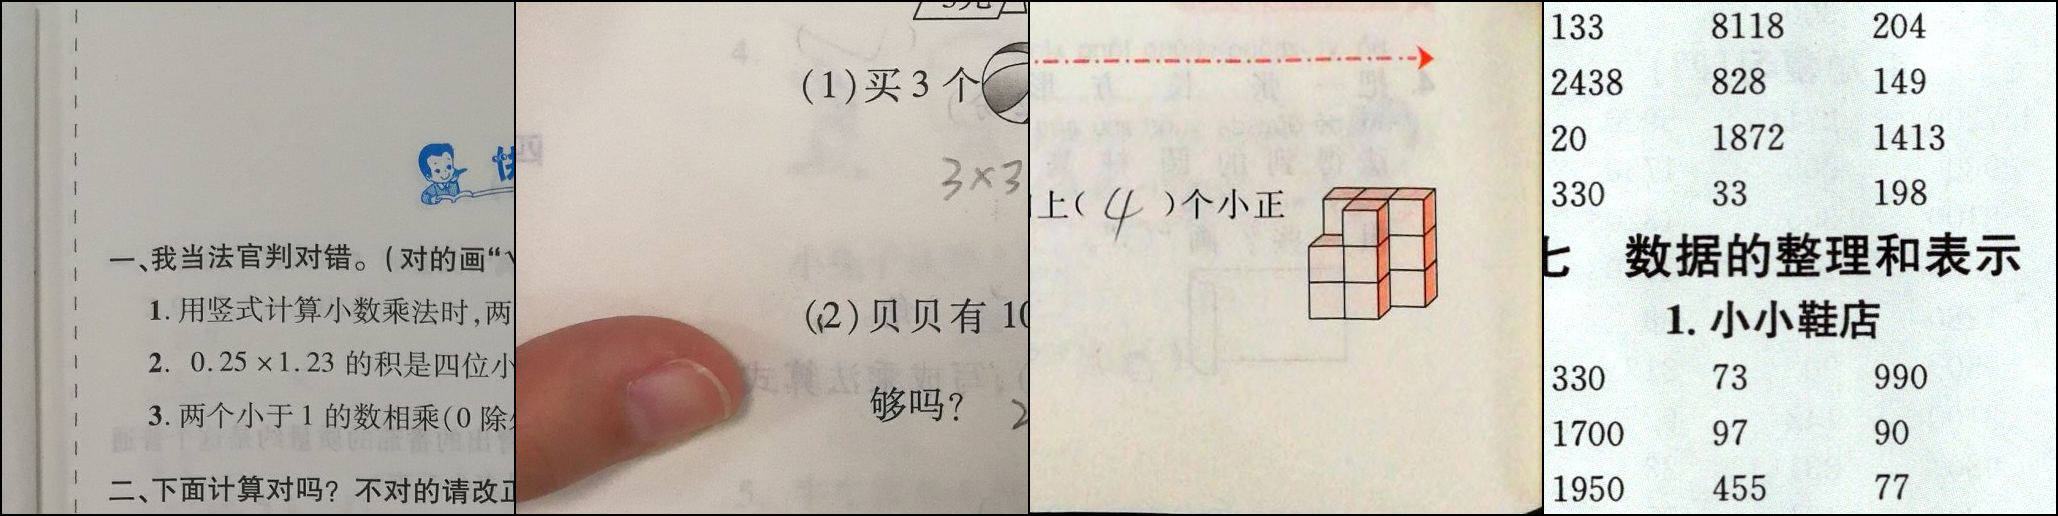 快
一、我当法官判对错。(对的画“
1. 用竖式计算小数乘法时,两
2. 0.25×1.23 的积是四位小
3. 两个小于 1 的数相乘(0 除
二、下面计算对吗? 不对的请改正
(1)买 3 个
3×3
(2)贝贝有 10
够吗? 2
上( 4 )个小正
133 8118 204
2438 828 149
20 1872 1413
330 33 198
七 数据的整理和表示
1. 小小鞋店
330 73 990
1700 97 90
1950 455 77